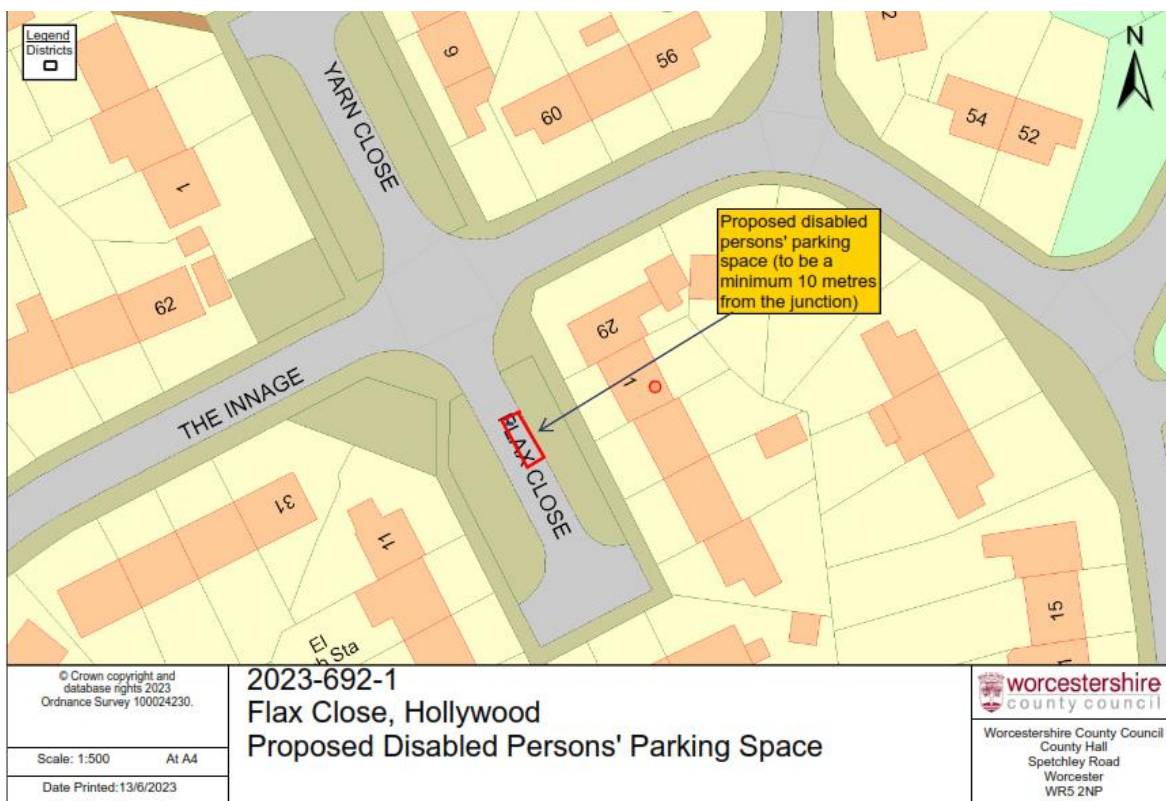 Legend
Districts
N
YARN CLOSE
9
60
56
2
54
52
1
62
Proposed disabled
persons' parking
space (to be a
minimum 10 metres
from the junction)
29
1
THE INNAGE
FLAX CLOSE
31
11
15
1
El
h Sta
© Crown copyright and
database rights 2023
Ordnance Survey 100024230.
Scale: 1:500 At A4
Date Printed:13/6/2023
2023-692-1
Flax Close, Hollywood
Proposed Disabled Persons' Parking Space
worcestershire
county council
Worcestershire County Council
County Hall
Spetchley Road
Worcester
WR5 2NP